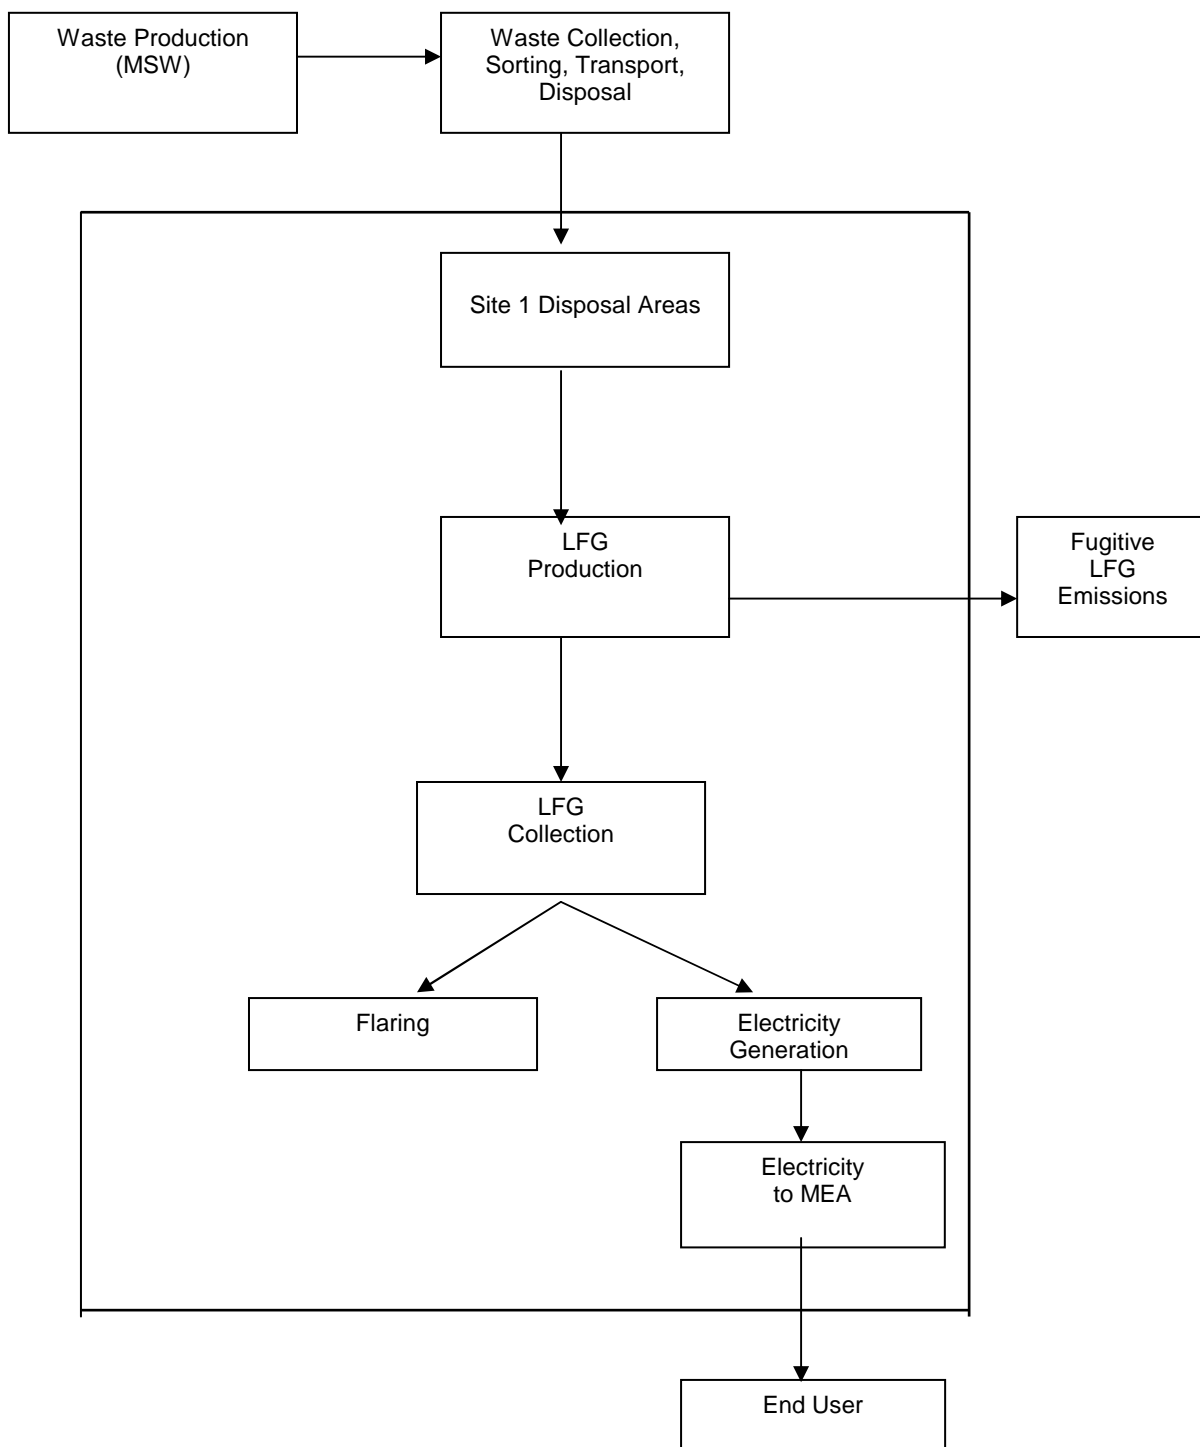 Waste Production
(MSW)
Waste Collection,
Sorting, Transport,
Disposal
Site 1 Disposal Areas
LFG
Production
Fugitive
LFG
Emissions
LFG
Collection
Flaring
Electricity
Generation
Electricity
to MEA
End User